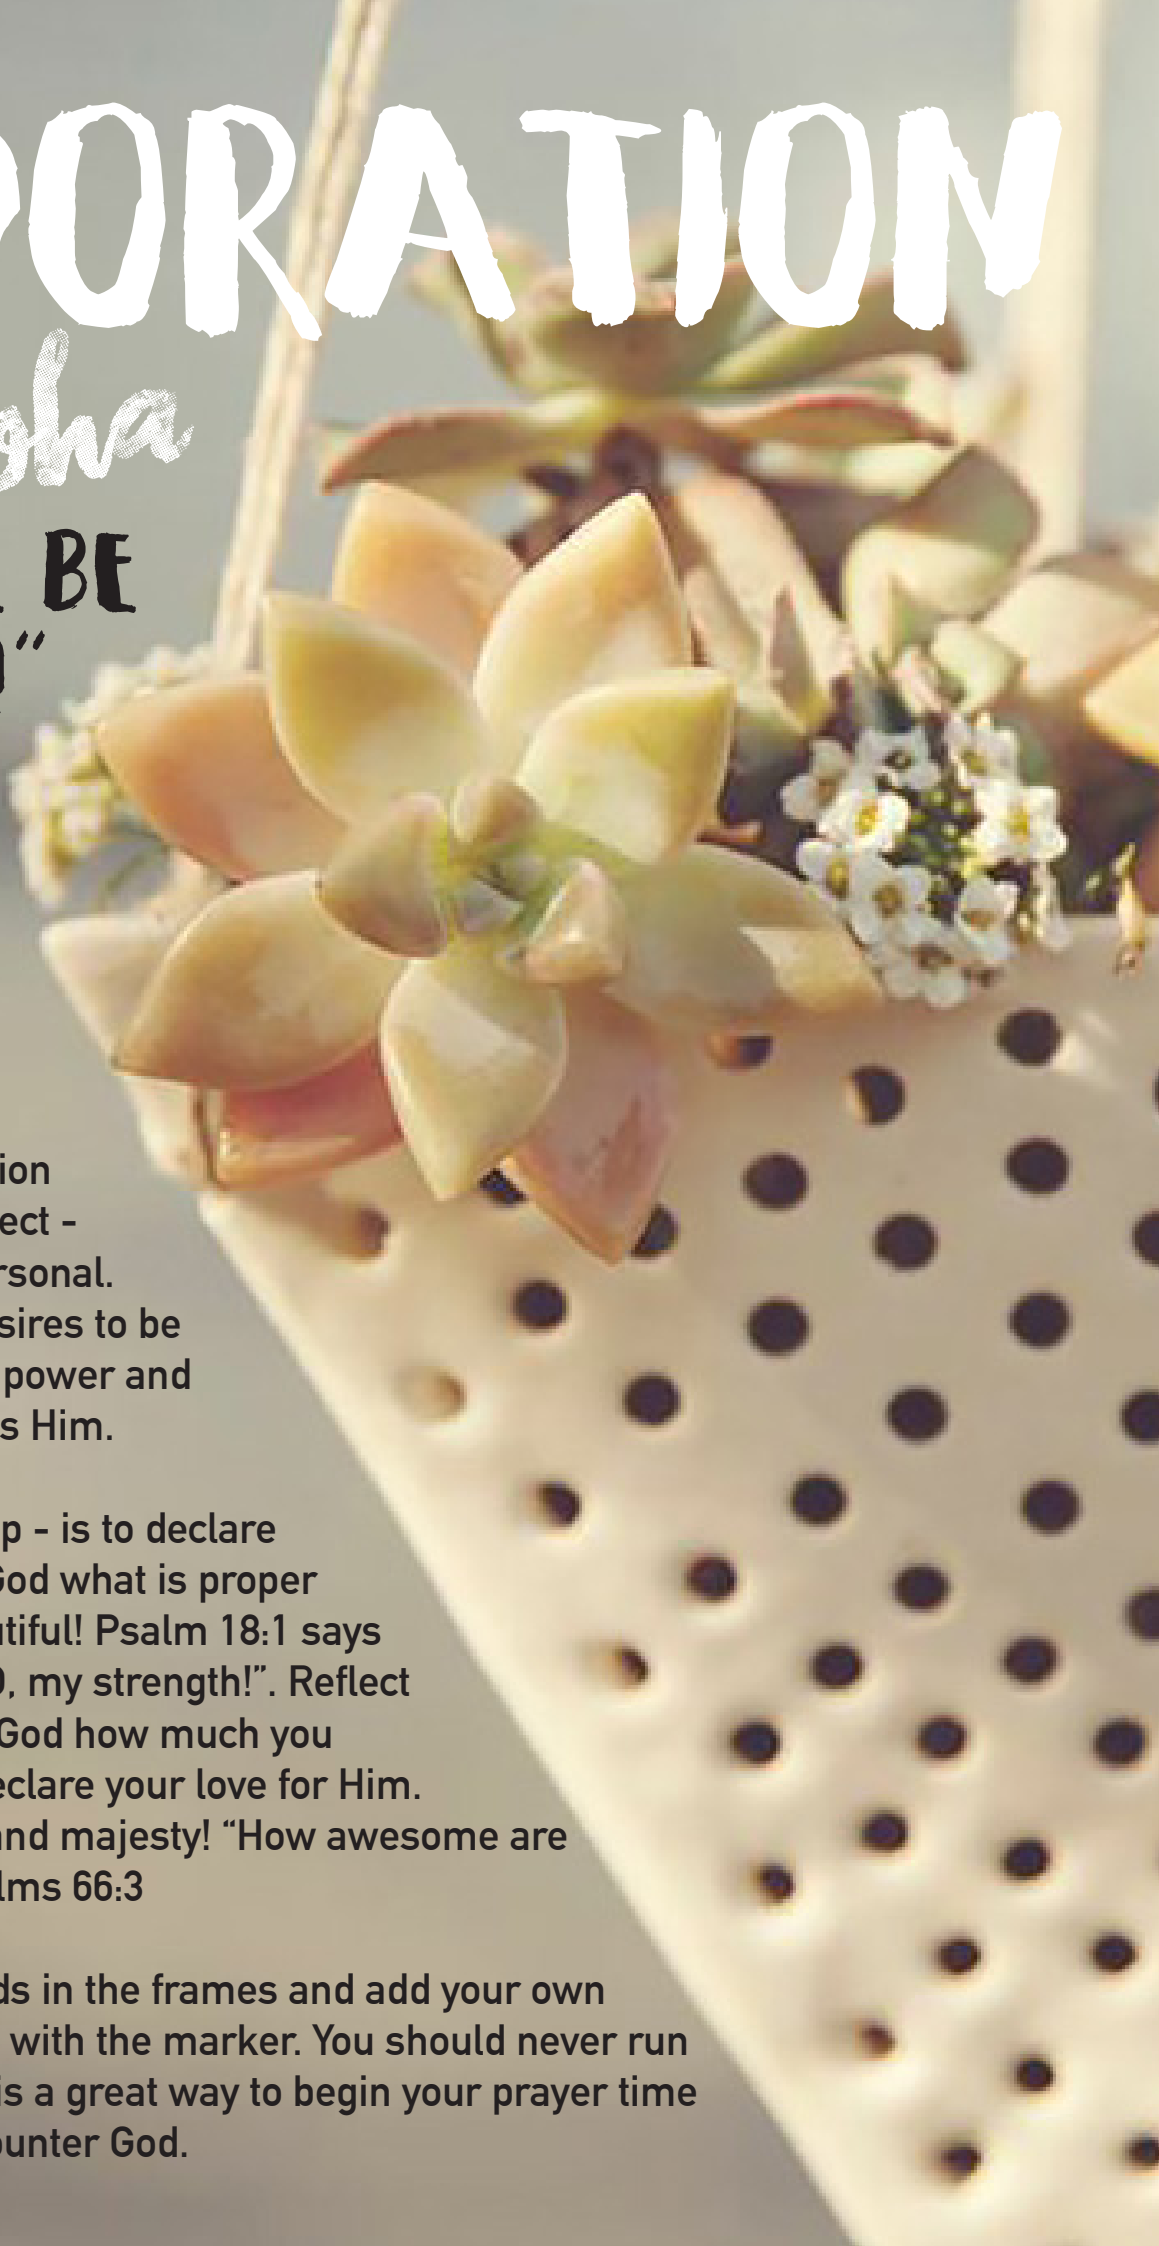 ORATION
gha
BE
"
ion
ect -
rsonal.
sires to be
power and
s Him.
p - is to declare
God what is proper
utiful! Psalm 18:1 says
, my strength!”. Reflect
God how much you
eclare your love for Him.
and majesty! “How awesome are
lms 66:3
ds in the frames and add your own
with the marker. You should never run
is a great way to begin your prayer time
ounter God.